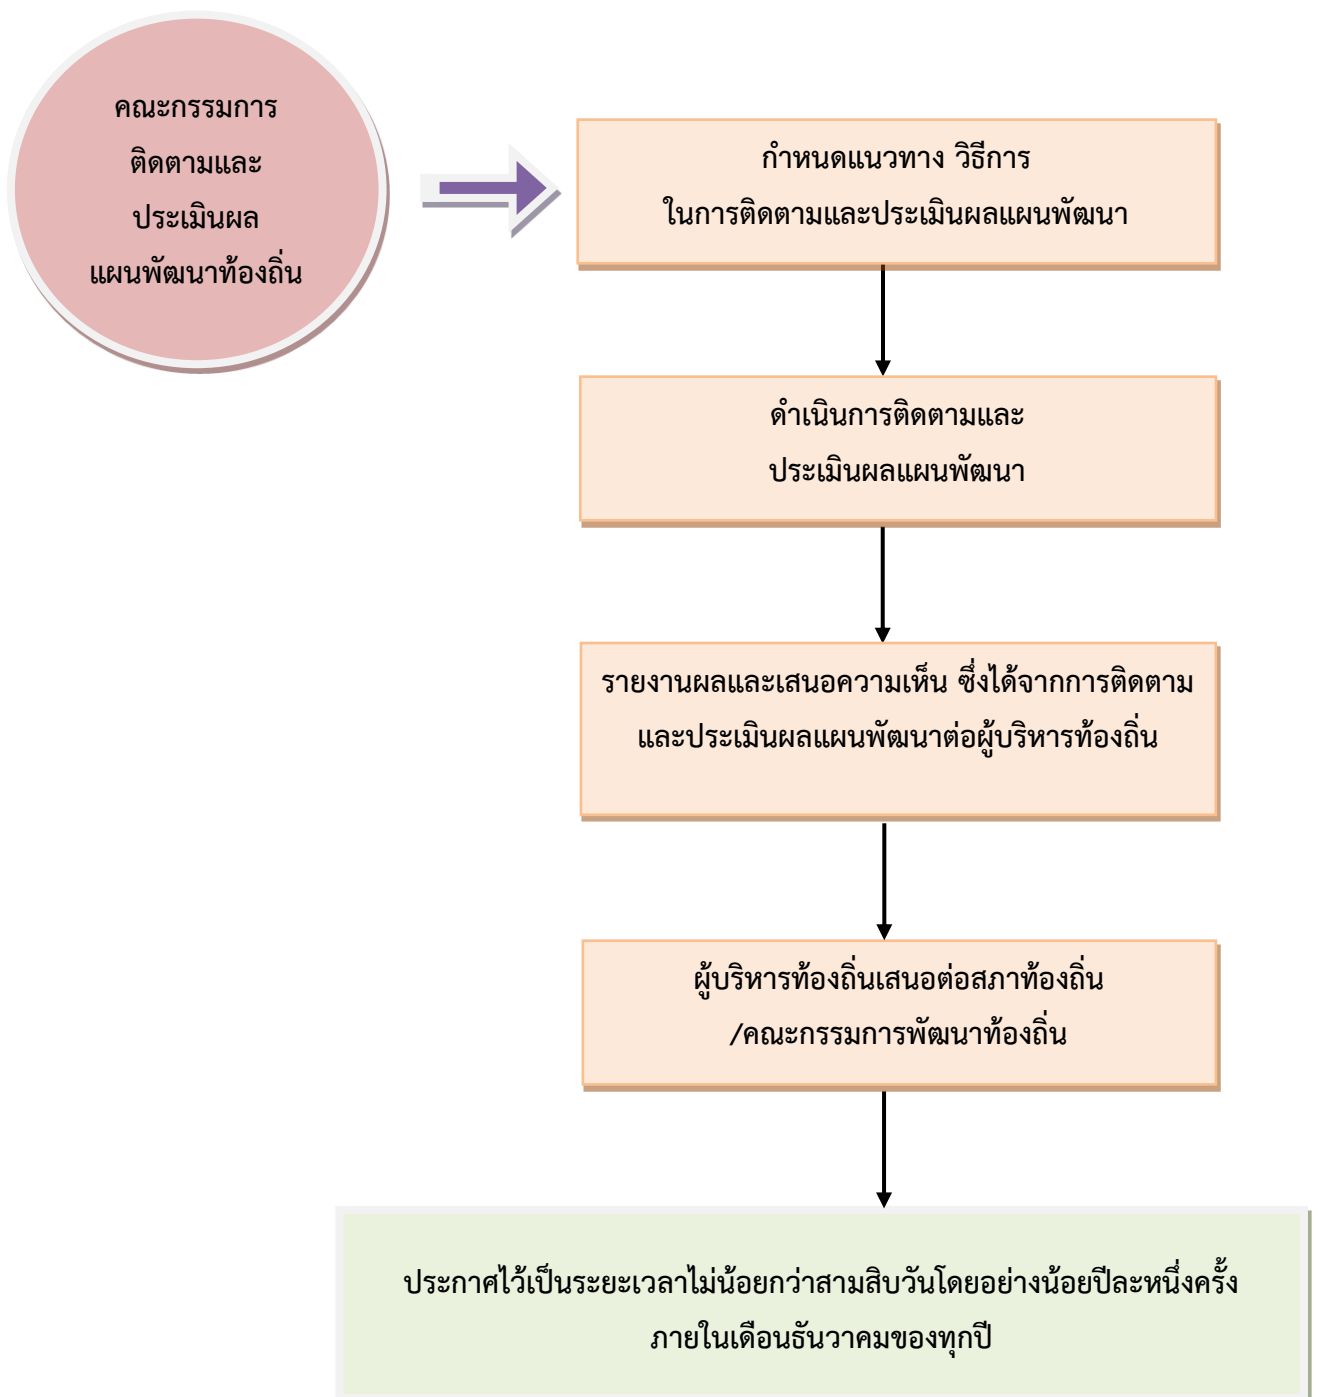 คณะกรรมการ
ติดตามและ
ประเมินผล
แผนพัฒนาท้องถิ่น
กำหนดแนวทาง วิธีการ
ในการติดตามและประเมินผลแผนพัฒนา
ดำเนินการติดตามและ
ประเมินผลแผนพัฒนา
รายงานผลและเสนอความเห็น ซึ่งได้จากการติดตาม
และประเมินผลแผนพัฒนาต่อผู้บริหารท้องถิ่น
ผู้บริหารท้องถิ่นเสนอต่อสภาท้องถิ่น
/คณะกรรมการพัฒนาท้องถิ่น
ประกาศไว้เป็นระยะเวลาไม่น้อยกว่าสามสิบวันโดยอย่างน้อยปีละหนึ่งครั้ง
ภายในเดือนธันวาคมของทุกปี